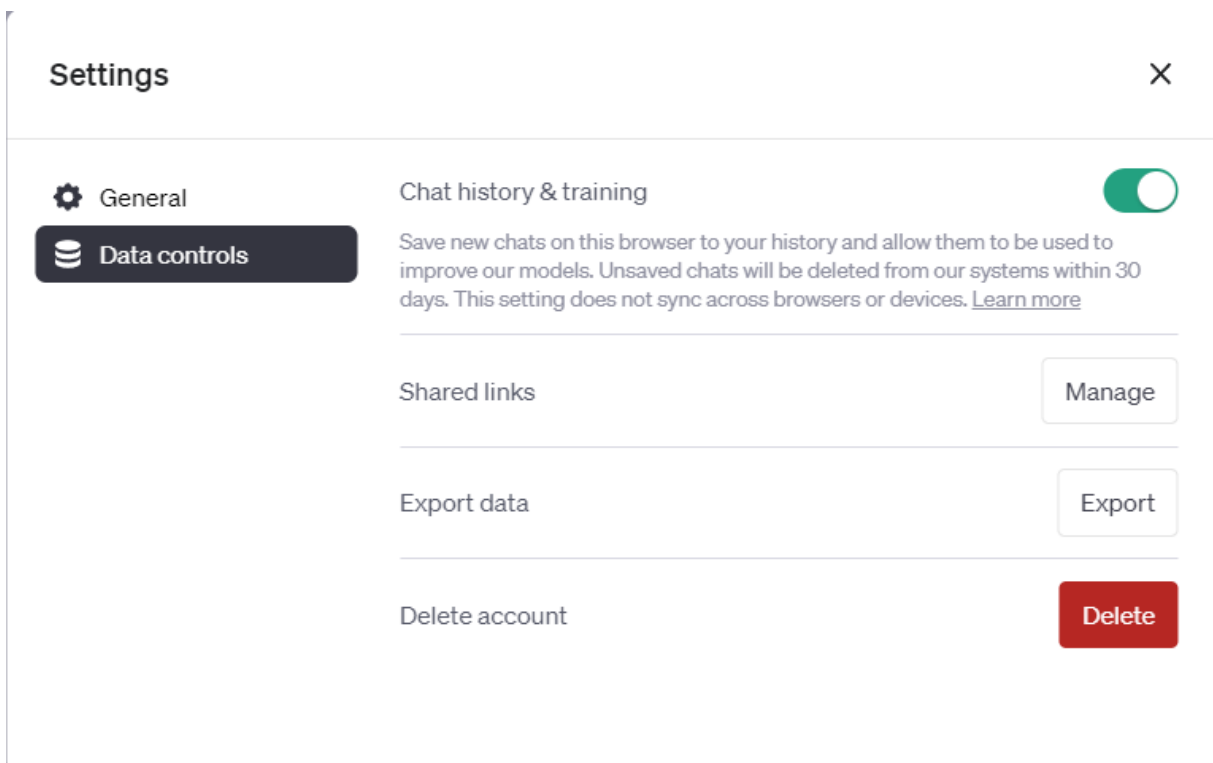 Settings
General
Data controls
Chat history & training
Save new chats on this browser to your history and allow them to be used to
improve our models. Unsaved chats will be deleted from our systems within 30
days. This setting does not sync across browsers or devices. Learn more
Shared links
Manage
Export data
Export
Delete account
Delete